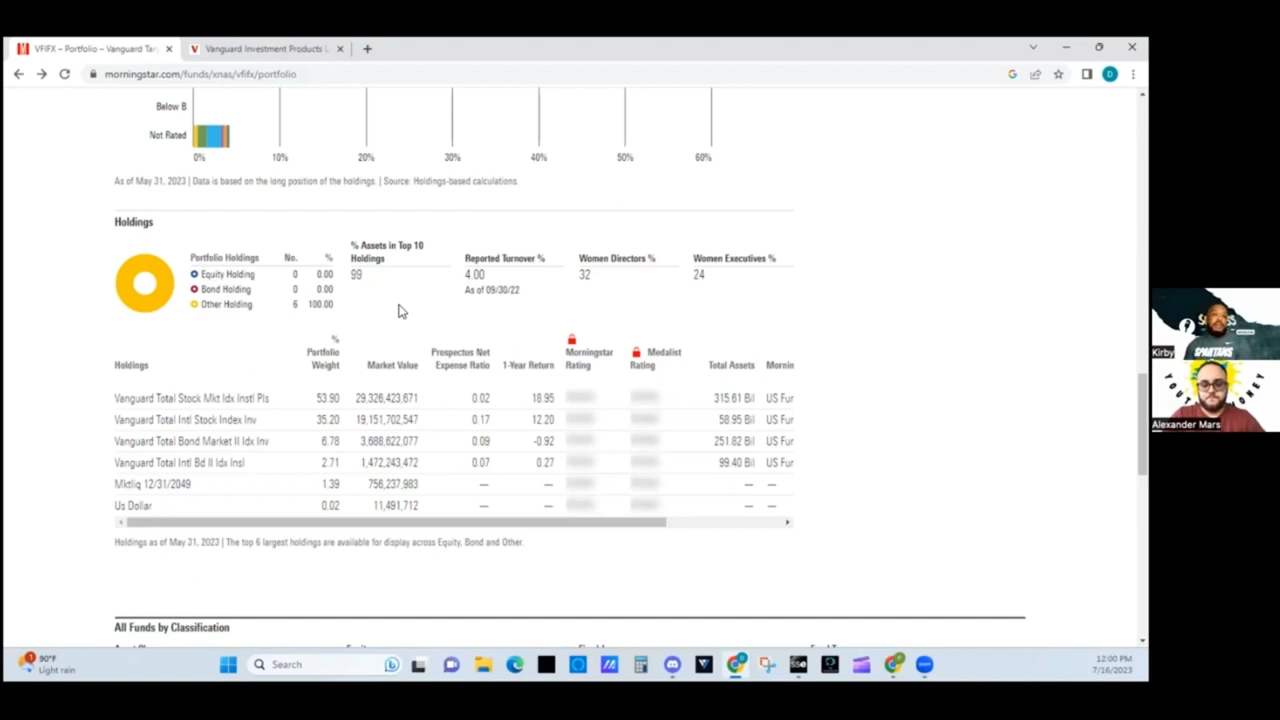 VFIFX – Portfolio – Vanguard Tar
Vanguard Investment Products L
morningstar.com/funds/xnas/vfifx/portfolio
D
Below B
Not Rated
0% 10% 20% 30% 40% 50% 60%
As of May 31, 2023 | Data is based on the long position of the holdings. | Source: Holdings-based calculations.
Holdings
Portfolio Holdings No. %
Equity Holding 0 0.00
Bond Holding 0 0.00
Other Holding 6 100.00
% Assets in Top 10
Holdings
99
Reported Turnover %
4.00
As of 09/30/22
Women Directors %
32
Women Executives %
24
Holdings % Portfolio Weight Market Value Prospectus Net Expense Ratio 1-Year Return Morningstar Rating Medalist Rating Total Assets Mornin
Vanguard Total Stock Mkt Idx Instl Pls 53.90 29,326,423,671 0.02 18.95 315.61 Bil US Fur
Vanguard Total Intl Stock Index Inv 35.20 19,151,702,547 0.17 12.20 58.95 Bil US Fur
Vanguard Total Bond Market II Idx Inv 6.78 3,688,622,077 0.09 -0.92 251.82 Bil US Fur
Vanguard Total Intl Bd II Idx Insl 2.71 1,472,243,472 0.07 0.27 99.40 Bil US Fur
Mktliq 12/31/2049 1.39 756,237,983 — — — —
Us Dollar 0.02 11,491,712 — — — —
Holdings as of May 31, 2023 | The top 6 largest holdings are available for display across Equity, Bond and Other.
All Funds by Classification
Kirby
SPARTANS
Alexander Mars
90°F
Light rain
Search
12:00 PM
7/16/2023